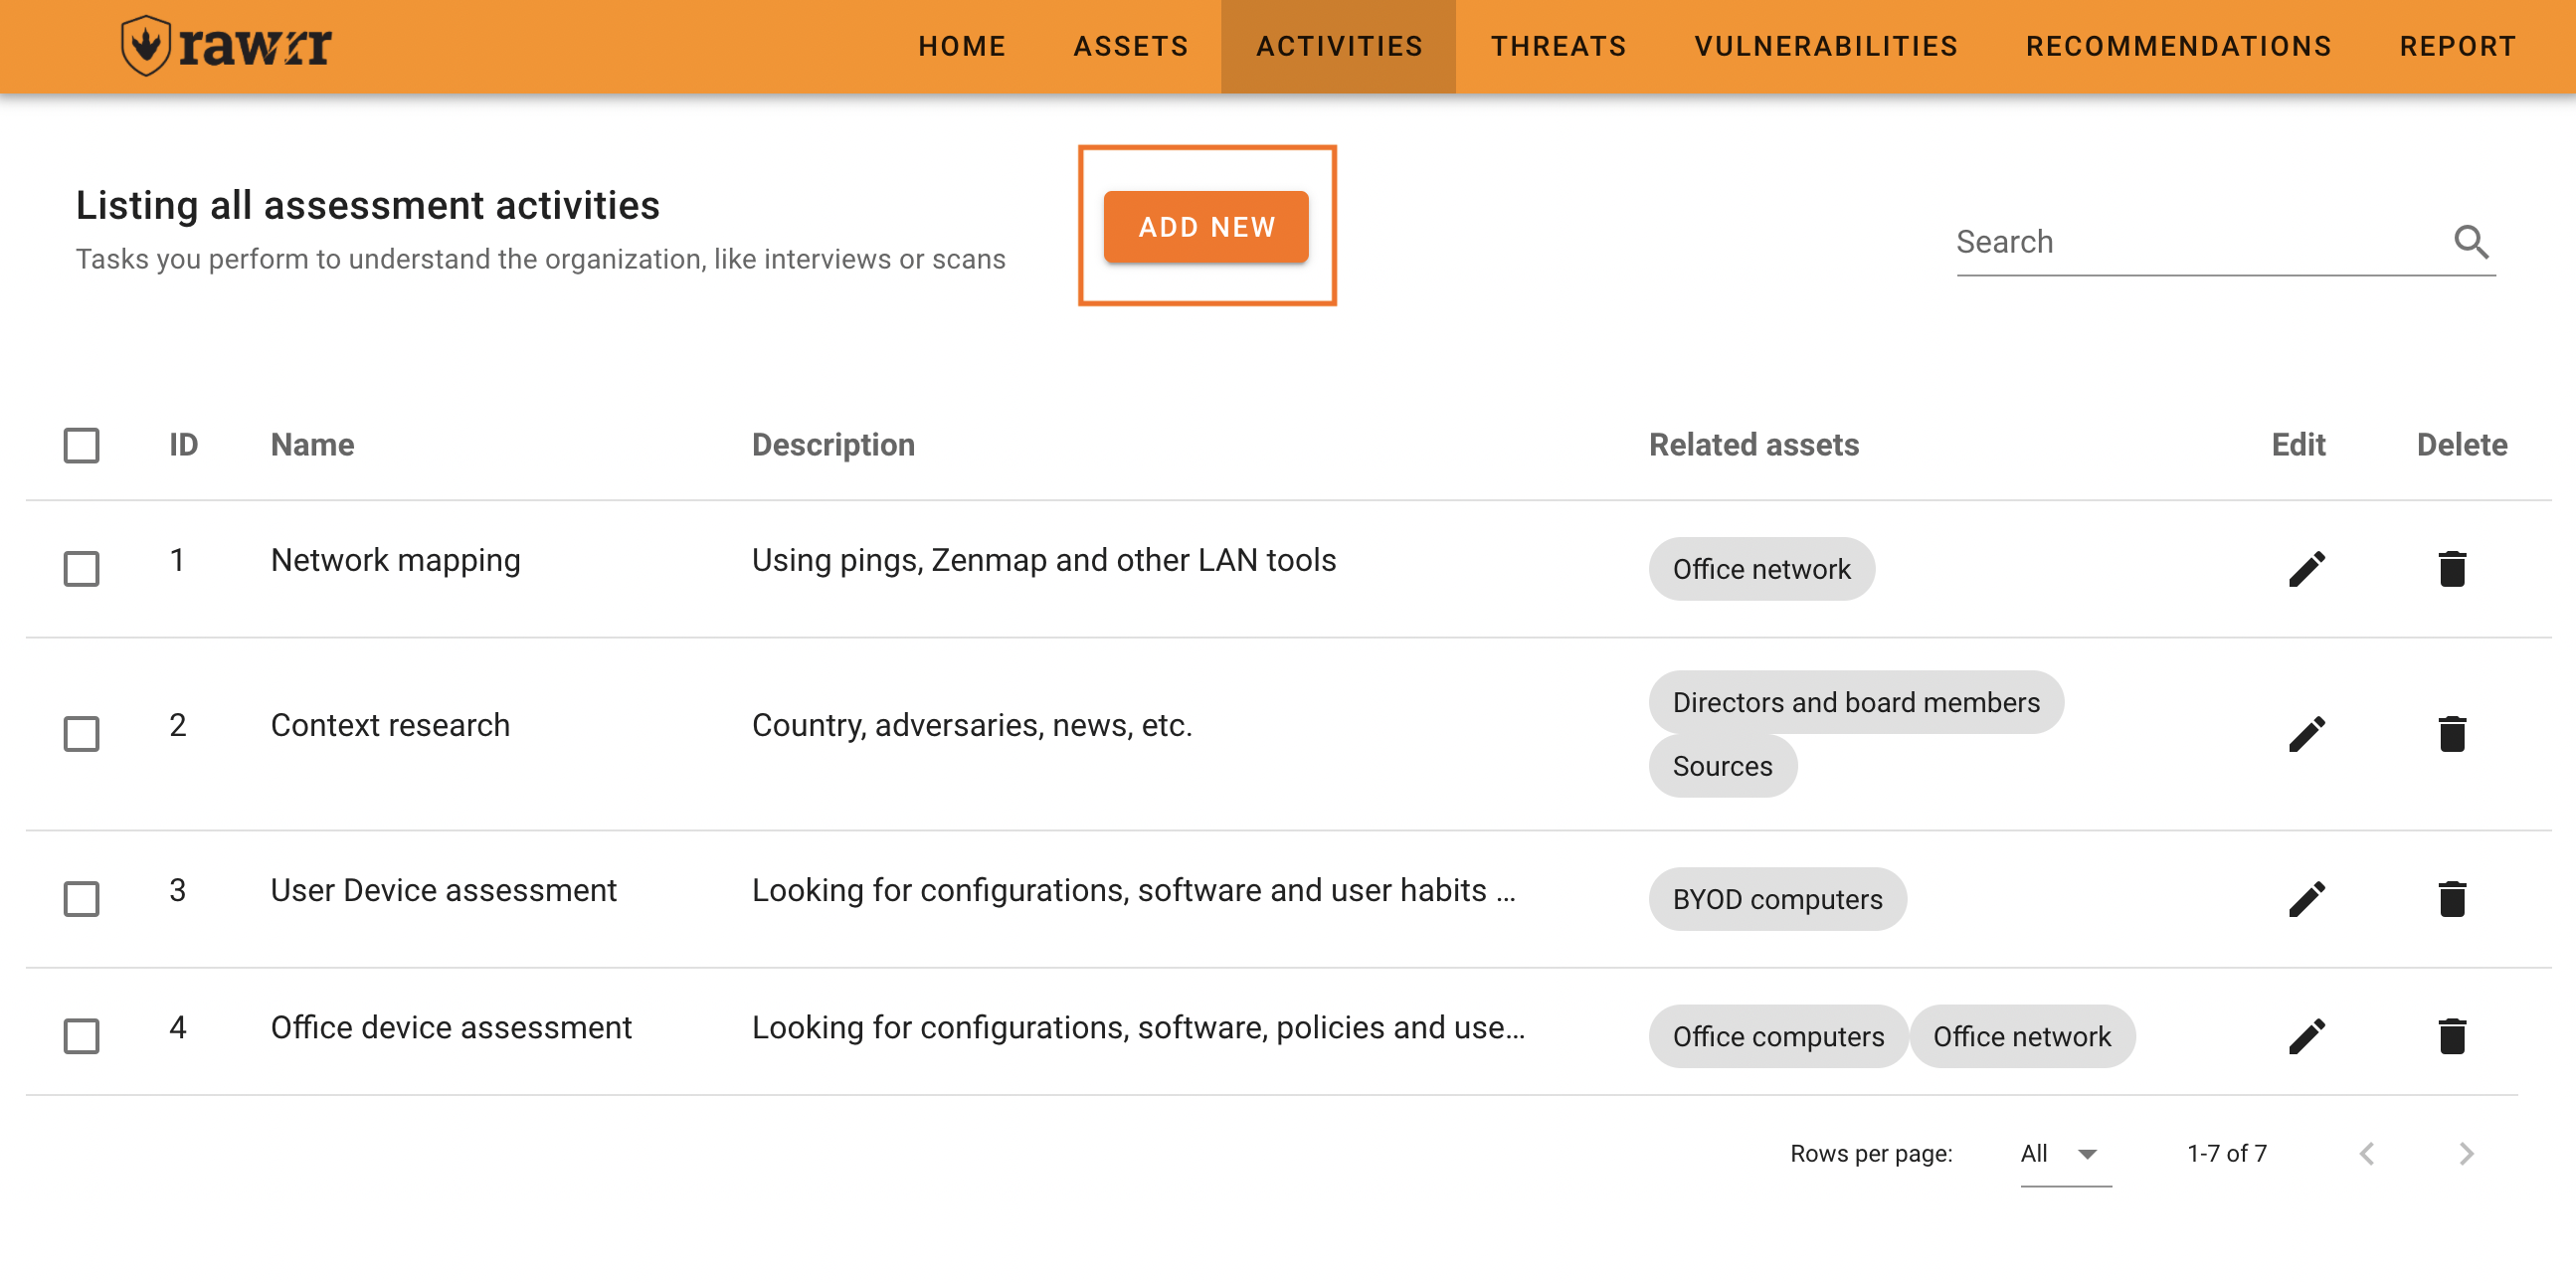 rawrr
HOME ASSETS ACTIVITIES THREATS VULNERABILITIES RECOMMENDATIONS REPORT
Listing all assessment activities
Tasks you perform to understand the organization, like interviews or scans
ADD NEW
Search
ID Name Description Related assets Edit Delete
1 Network mapping Using pings, Zenmap and other LAN tools Office network
2 Context research Country, adversaries, news, etc. Directors and board members
Sources
3 User Device assessment Looking for configurations, software and user habits ... BYOD computers
4 Office device assessment Looking for configurations, software, policies and use... Office computers Office network
Rows per page: All 1-7 of 7